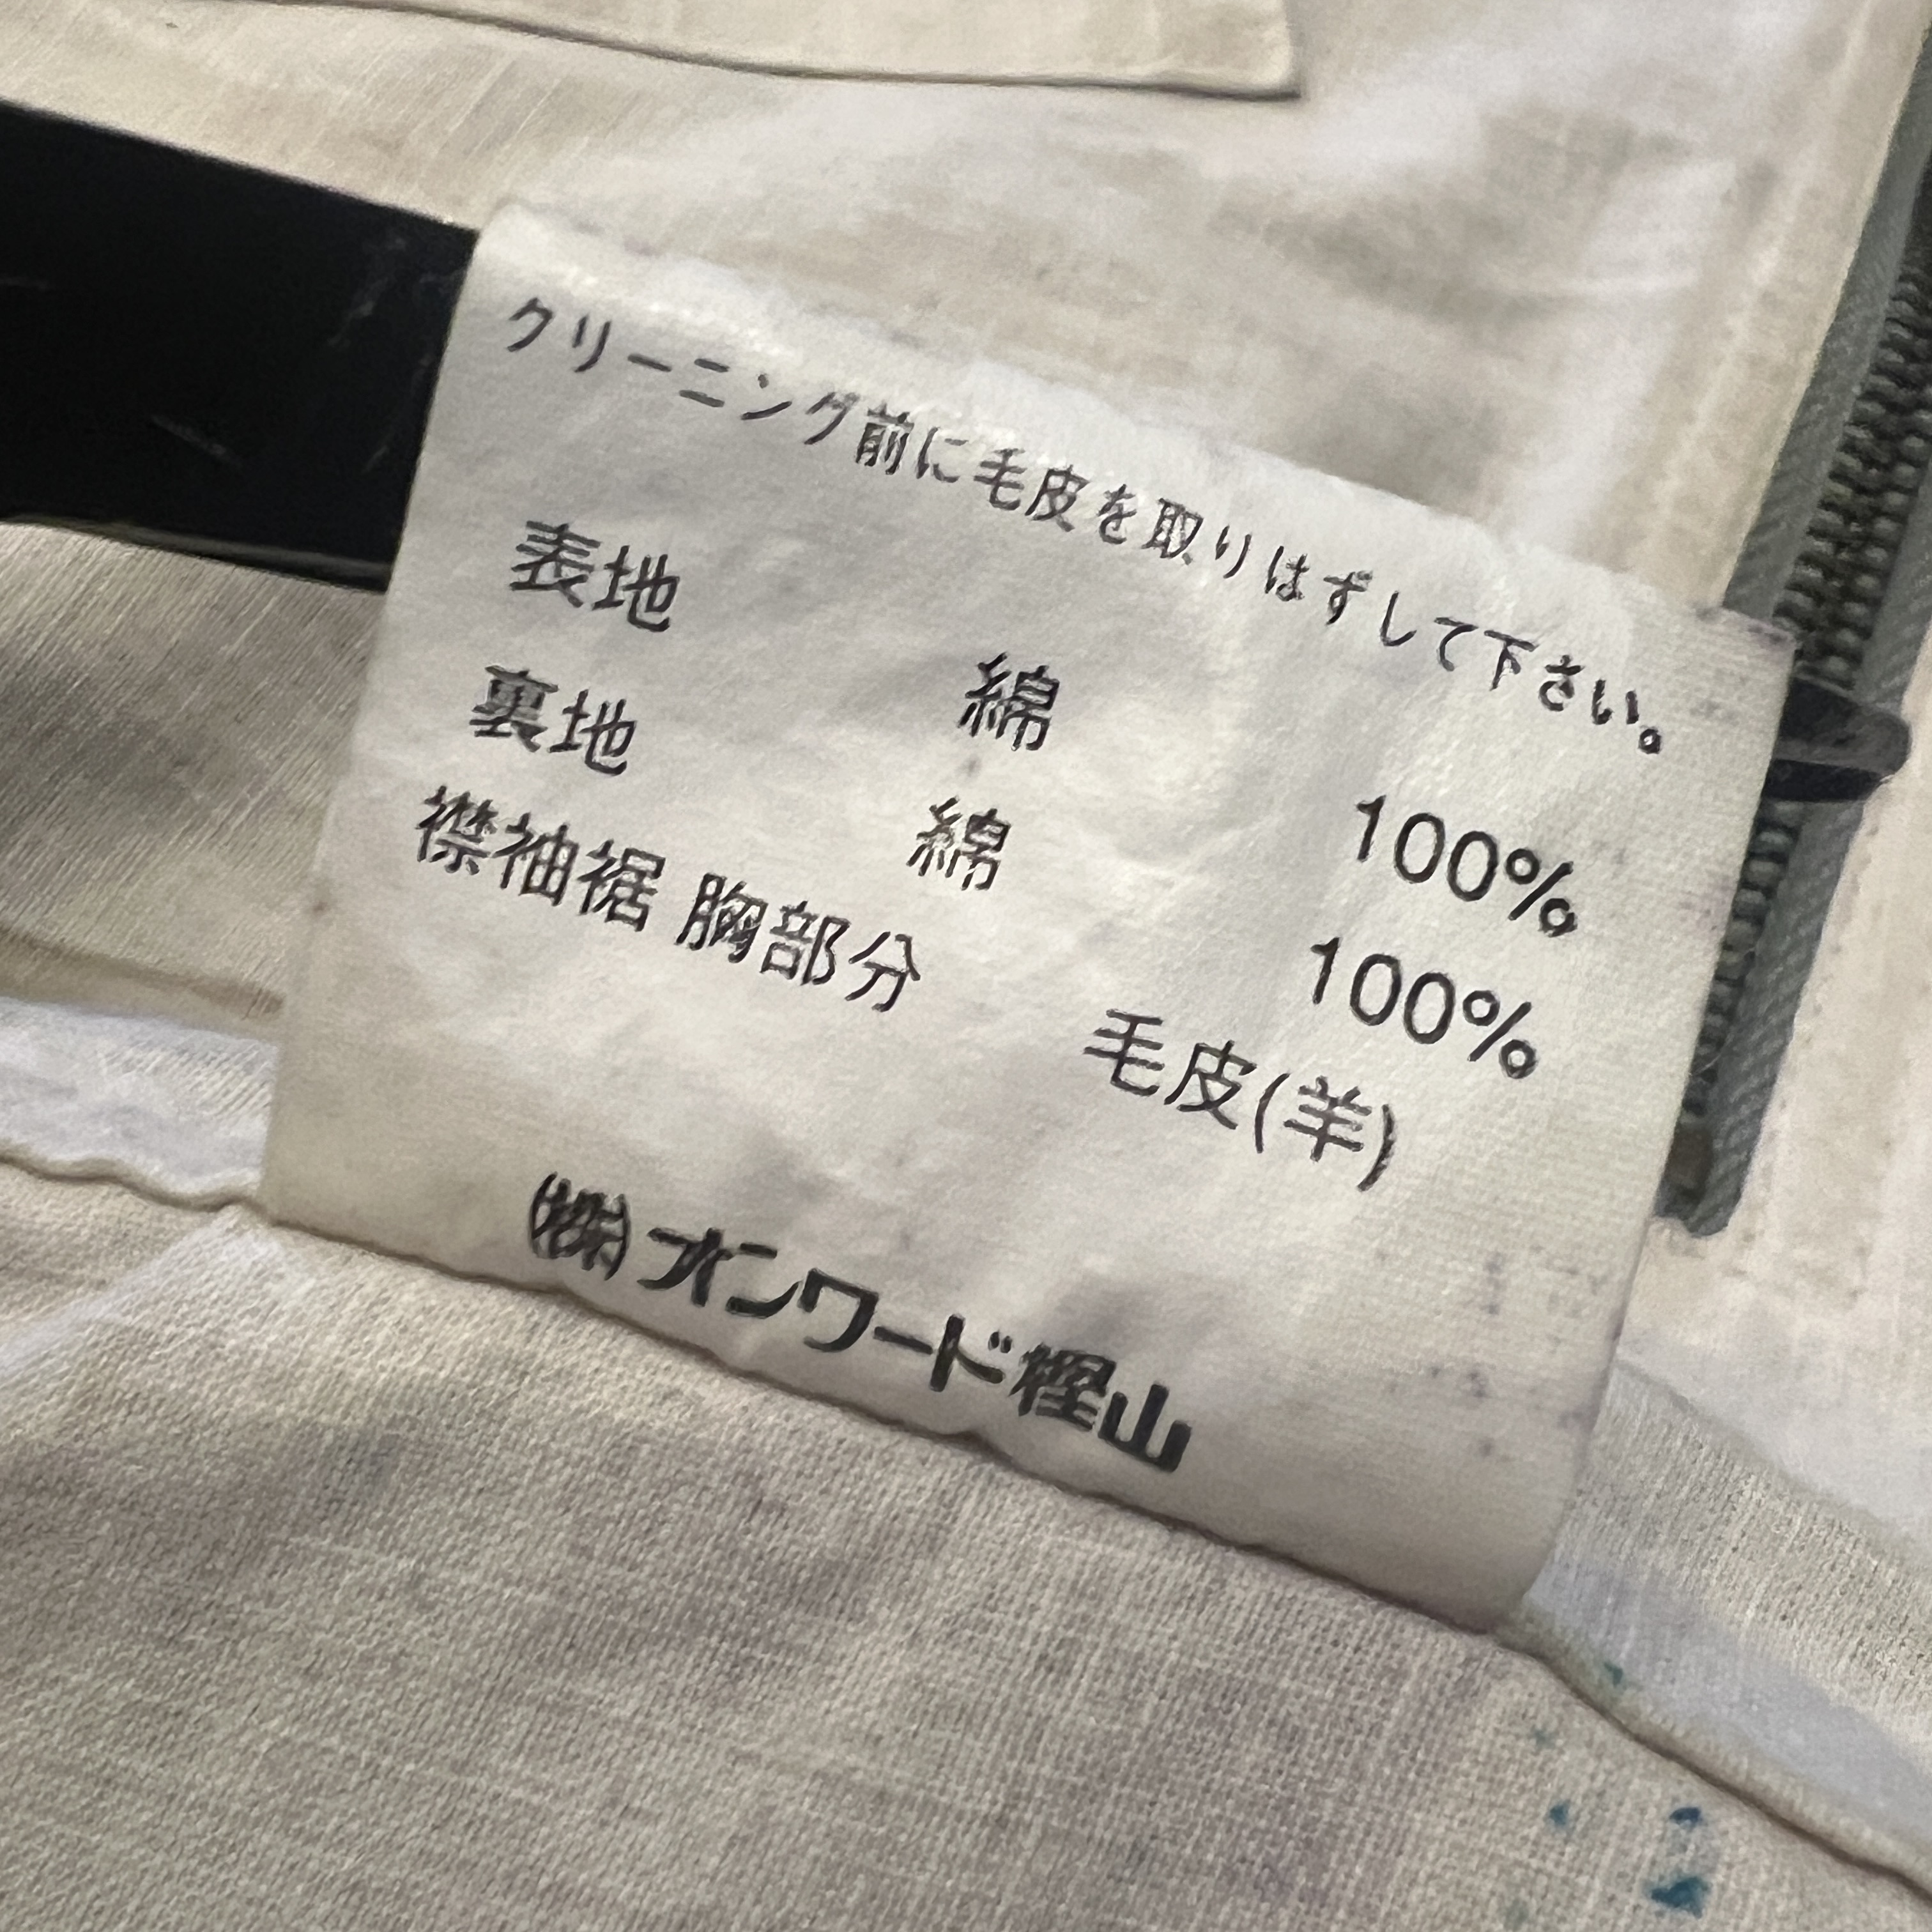 クリーニング前に毛皮を取りはずして下さい。
表地 綿 100%
裏地 綿 100%
襟袖裾 胸部分 毛皮(羊)
㈱オンワード樫山